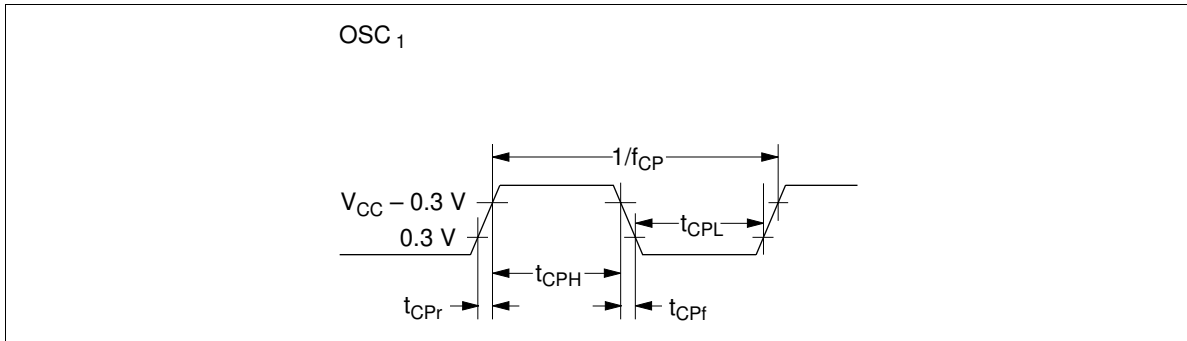 OSC 1
1/fCP
VCC – 0.3 V
0.3 V
tCPL
tCPH
tCPr
tCPf